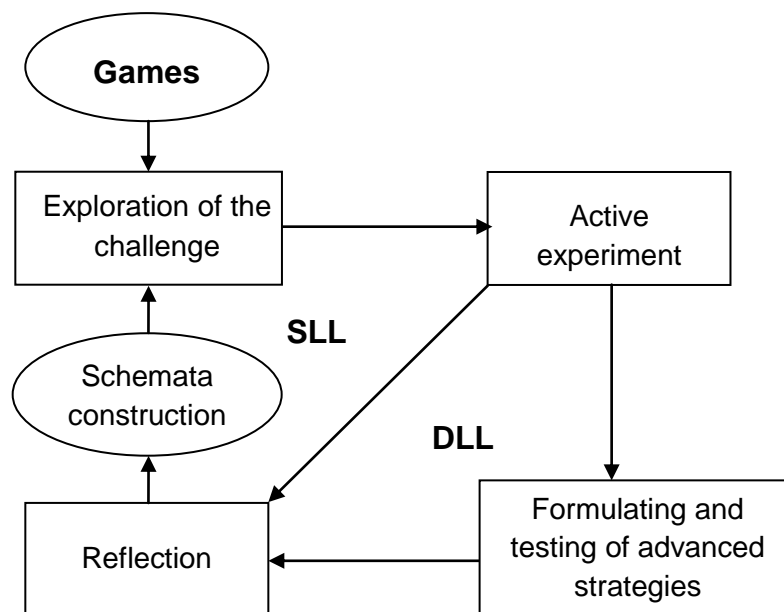 Games
Exploration of the
challenge
Active
experiment
SLL
Schemata
construction
DLL
Reflection
Formulating and
testing of advanced
strategies